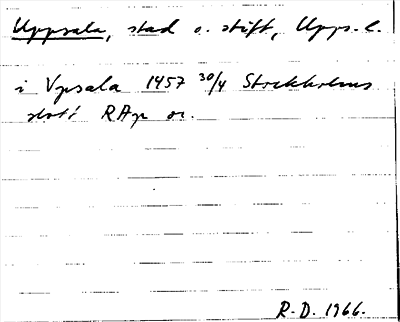 Uppsala, stad o. stift, Upps. l.
i Vpsala 1457 30/4 Stockholms
slott RAp or.
R. D. 1966.